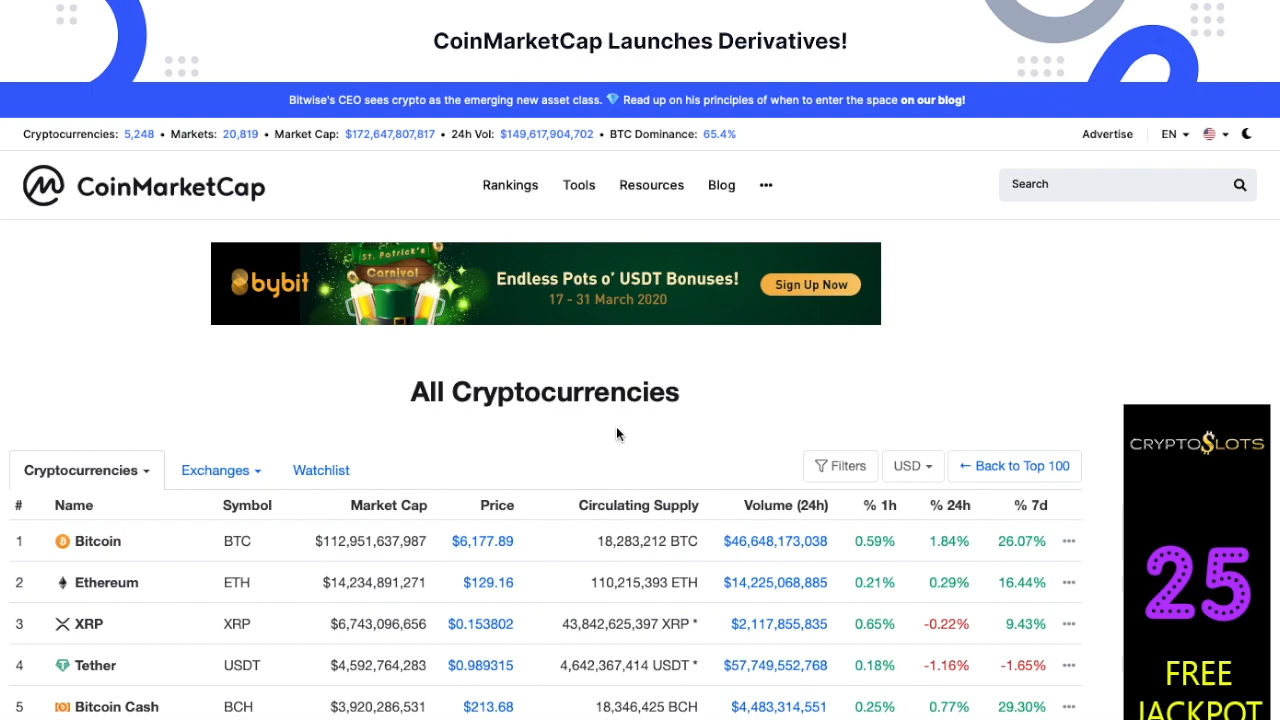 CoinMarketCap Launches Derivatives!
Bitwise's CEO sees crypto as the emerging new asset class. 💎 Read up on his principles of when to enter the space on our blog!
Cryptocurrencies: 5,248 • Markets: 20,819 • Market Cap: $172,647,807,817 • 24h Vol: $149,617,904,702 • BTC Dominance: 65.4%
Advertise EN
CoinMarketCap
Rankings Tools Resources Blog •••
Search
bybit
St. Patrick's
Carnival
Endless Pots o' USDT Bonuses!
17 - 31 March 2020
Sign Up Now
All Cryptocurrencies
CRYPTOSLOTS
Cryptocurrencies Exchanges Watchlist Filters USD ← Back to Top 100
# Name Symbol Market Cap Price Circulating Supply Volume (24h) % 1h % 24h % 7d
1 Bitcoin BTC $112,951,637,987 $6,177.89 18,283,212 BTC $46,648,173,038 0.59% 1.84% 26.07% •••
2 Ethereum ETH $14,234,891,271 $129.16 110,215,393 ETH $14,225,068,885 0.21% 0.29% 16.44% •••
3 XRP XRP $6,743,096,656 $0.153802 43,842,625,397 XRP * $2,117,855,835 0.65% -0.22% 9.43% •••
4 Tether USDT $4,592,764,283 $0.989315 4,642,367,414 USDT * $57,749,552,768 0.18% -1.16% -1.65% •••
5 Bitcoin Cash BCH $3,920,286,531 $213.68 18,346,425 BCH $4,483,314,551 0.25% 0.77% 29.30% •••
25
FREE
JACKPOT